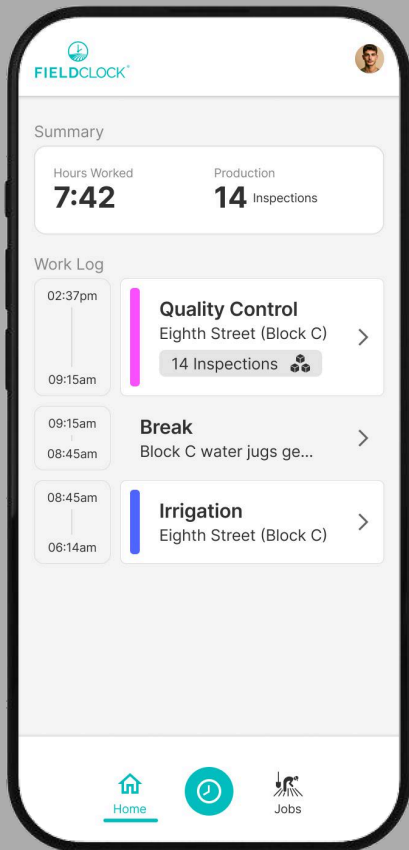 FIELDCLOCK
Summary
Hours Worked
7:42
Production
14 Inspections
Work Log
02:37pm
09:15am
Quality Control
Eighth Street (Block C)
14 Inspections
09:15am
08:45am
Break
Block C water jugs ge...
08:45am
06:14am
Irrigation
Eighth Street (Block C)
Home
Jobs